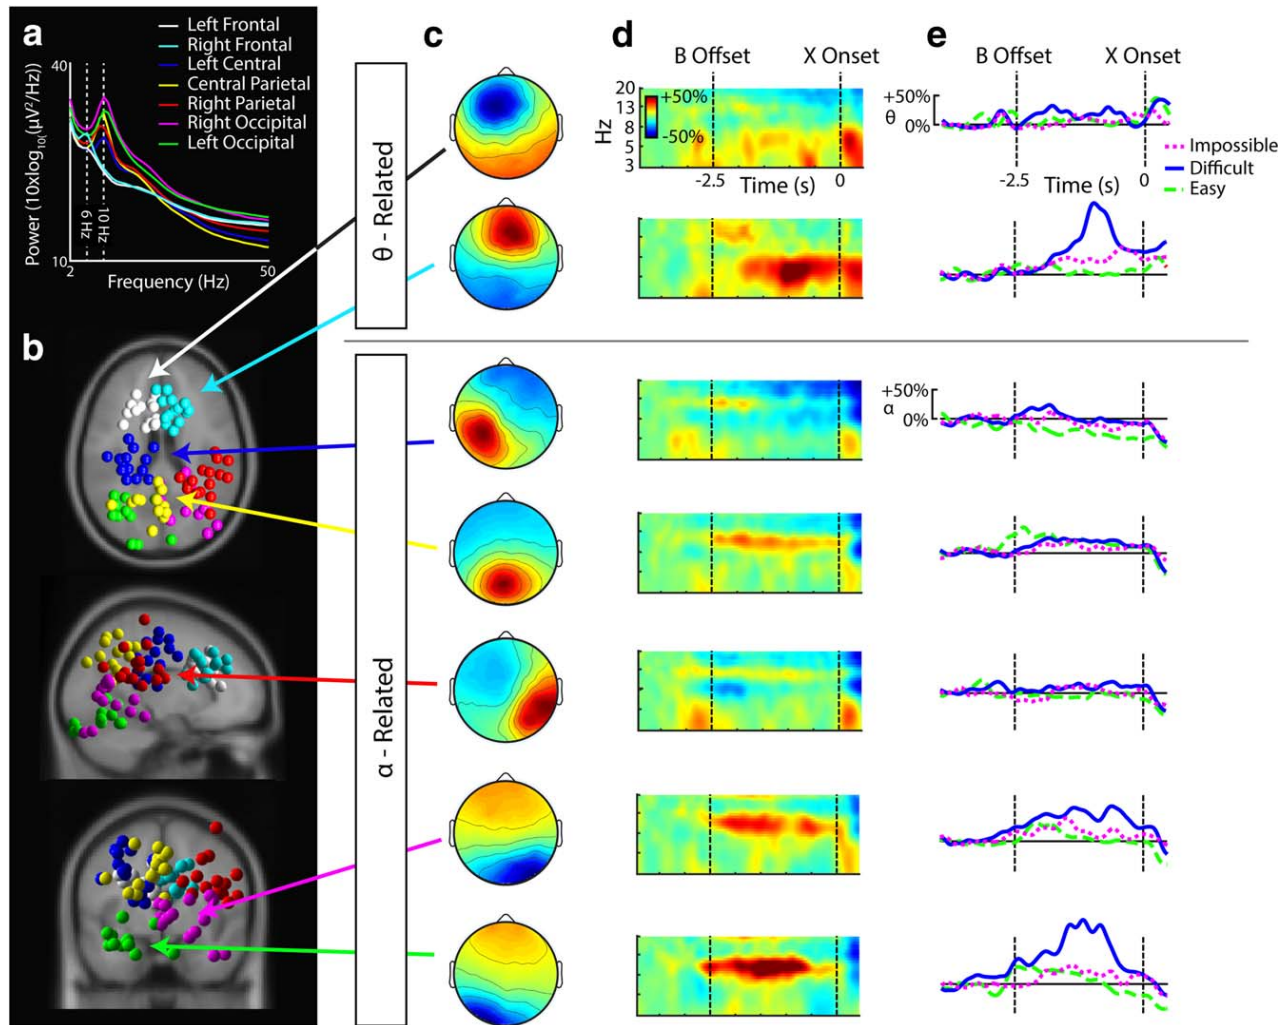 a
Left Frontal
Right Frontal
Left Central
Central Parietal
Right Parietal
Right Occipital
Left Occipital
40
10
Power (10xlog10(µV²/Hz))
6 Hz
10 Hz
2
50
Frequency (Hz)
b
θ - Related
α - Related
c
d
B Offset
X Onset
20
13
8
5
3
Hz
+50%
-50%
-2.5
Time (s)
0
e
B Offset
X Onset
+50%
θ
0%
-2.5
Time (s)
0
Impossible
Difficult
Easy
+50%
α
0%